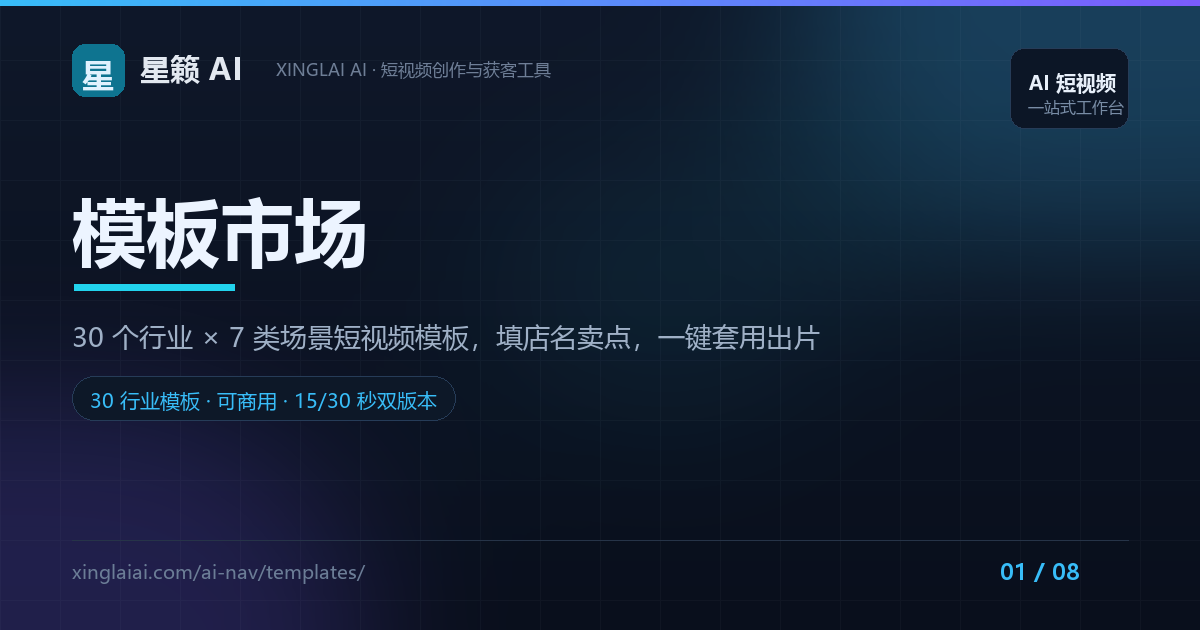 星
星籁 AI
XINGLAI AI · 短视频创作与获客工具
AI 短视频
一站式工作台
模板市场
30 个行业 × 7 类场景短视频模板，填店名卖点，一键套用出片
30 行业模板 · 可商用 · 15/30 秒双版本
xinglaiai.com/ai-nav/templates/
01 / 08